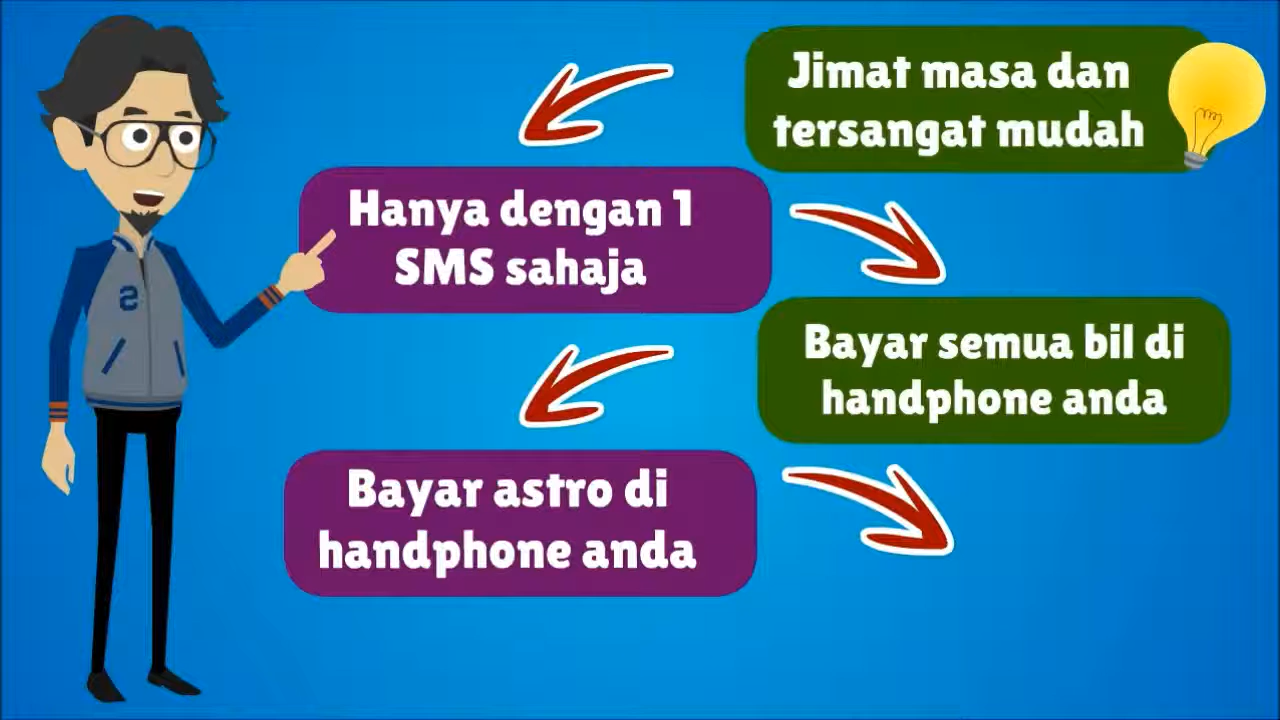 Jimat masa dan
tersangat mudah
Hanya dengan 1
SMS sahaja
Bayar semua bil di
handphone anda
Bayar astro di
handphone anda